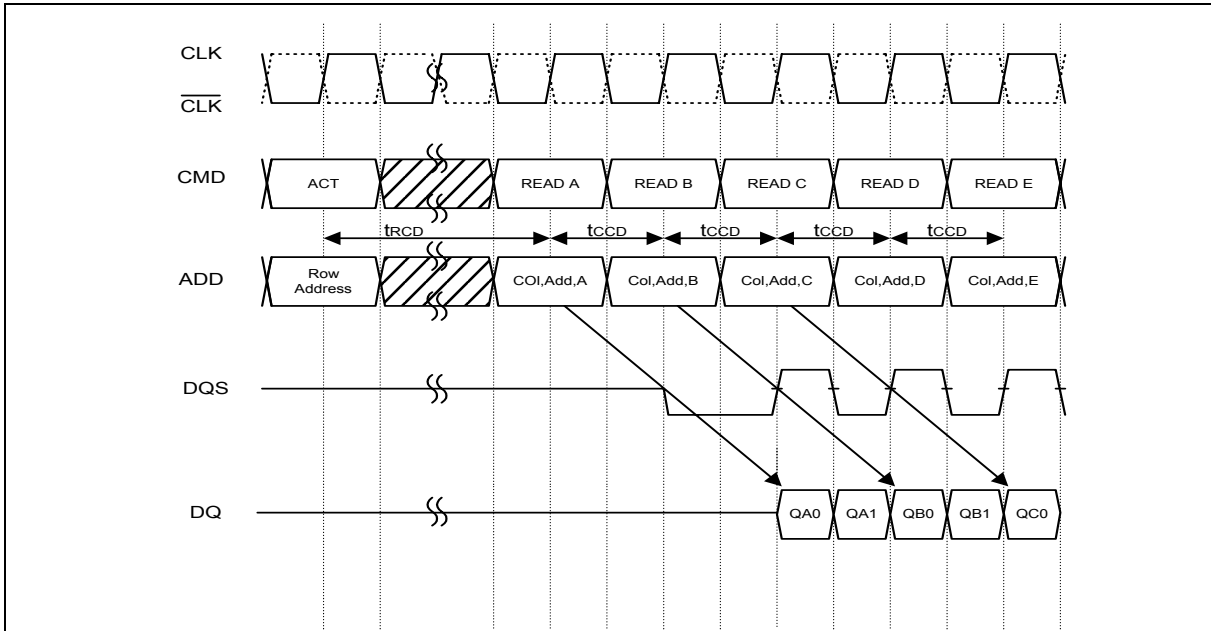 CLK
CLK
CMD
ACT
READ A
READ B
READ C
READ D
READ E
tRCD
tCCD
tCCD
tCCD
tCCD
ADD
Row
Address
COl,Add,A
Col,Add,B
Col,Add,C
Col,Add,D
Col,Add,E
DQS
DQ
QA0
QA1
QB0
QB1
QC0